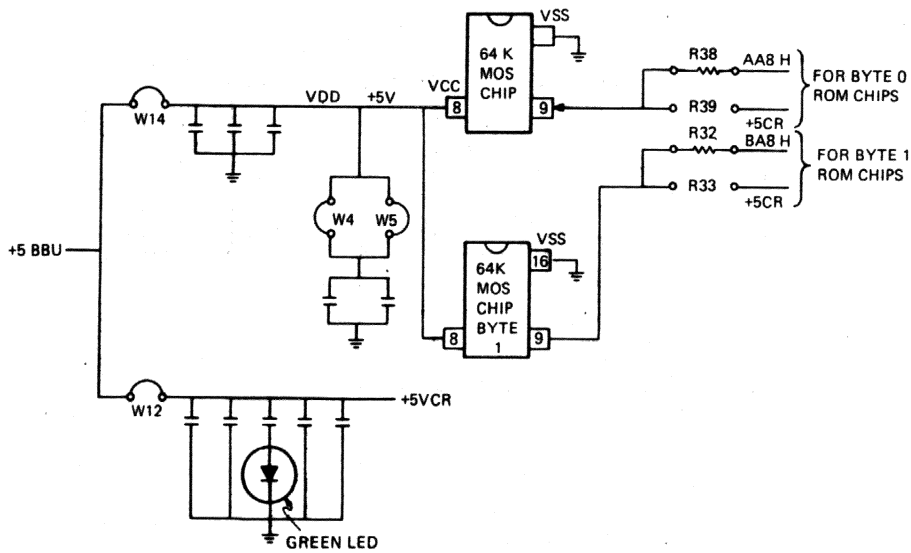 VSS
64 K
MOS
CHIP
VCC
8
9
R38
AA8 H
R39
+5CR
FOR BYTE 0
ROM CHIPS
R32
BA8 H
R33
+5CR
FOR BYTE 1
ROM CHIPS
W14
VDD
+5V
W4
W5
+5 BBU
VSS
16
64K
MOS
CHIP
BYTE
1
8
9
W12
+5VCR
GREEN LED